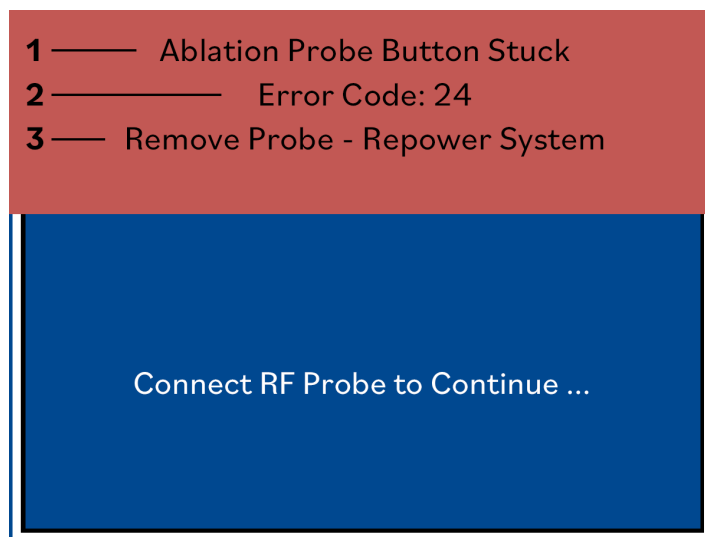 1 Ablation Probe Button Stuck
2 Error Code: 24
3 Remove Probe - Repower System
Connect RF Probe to Continue ...